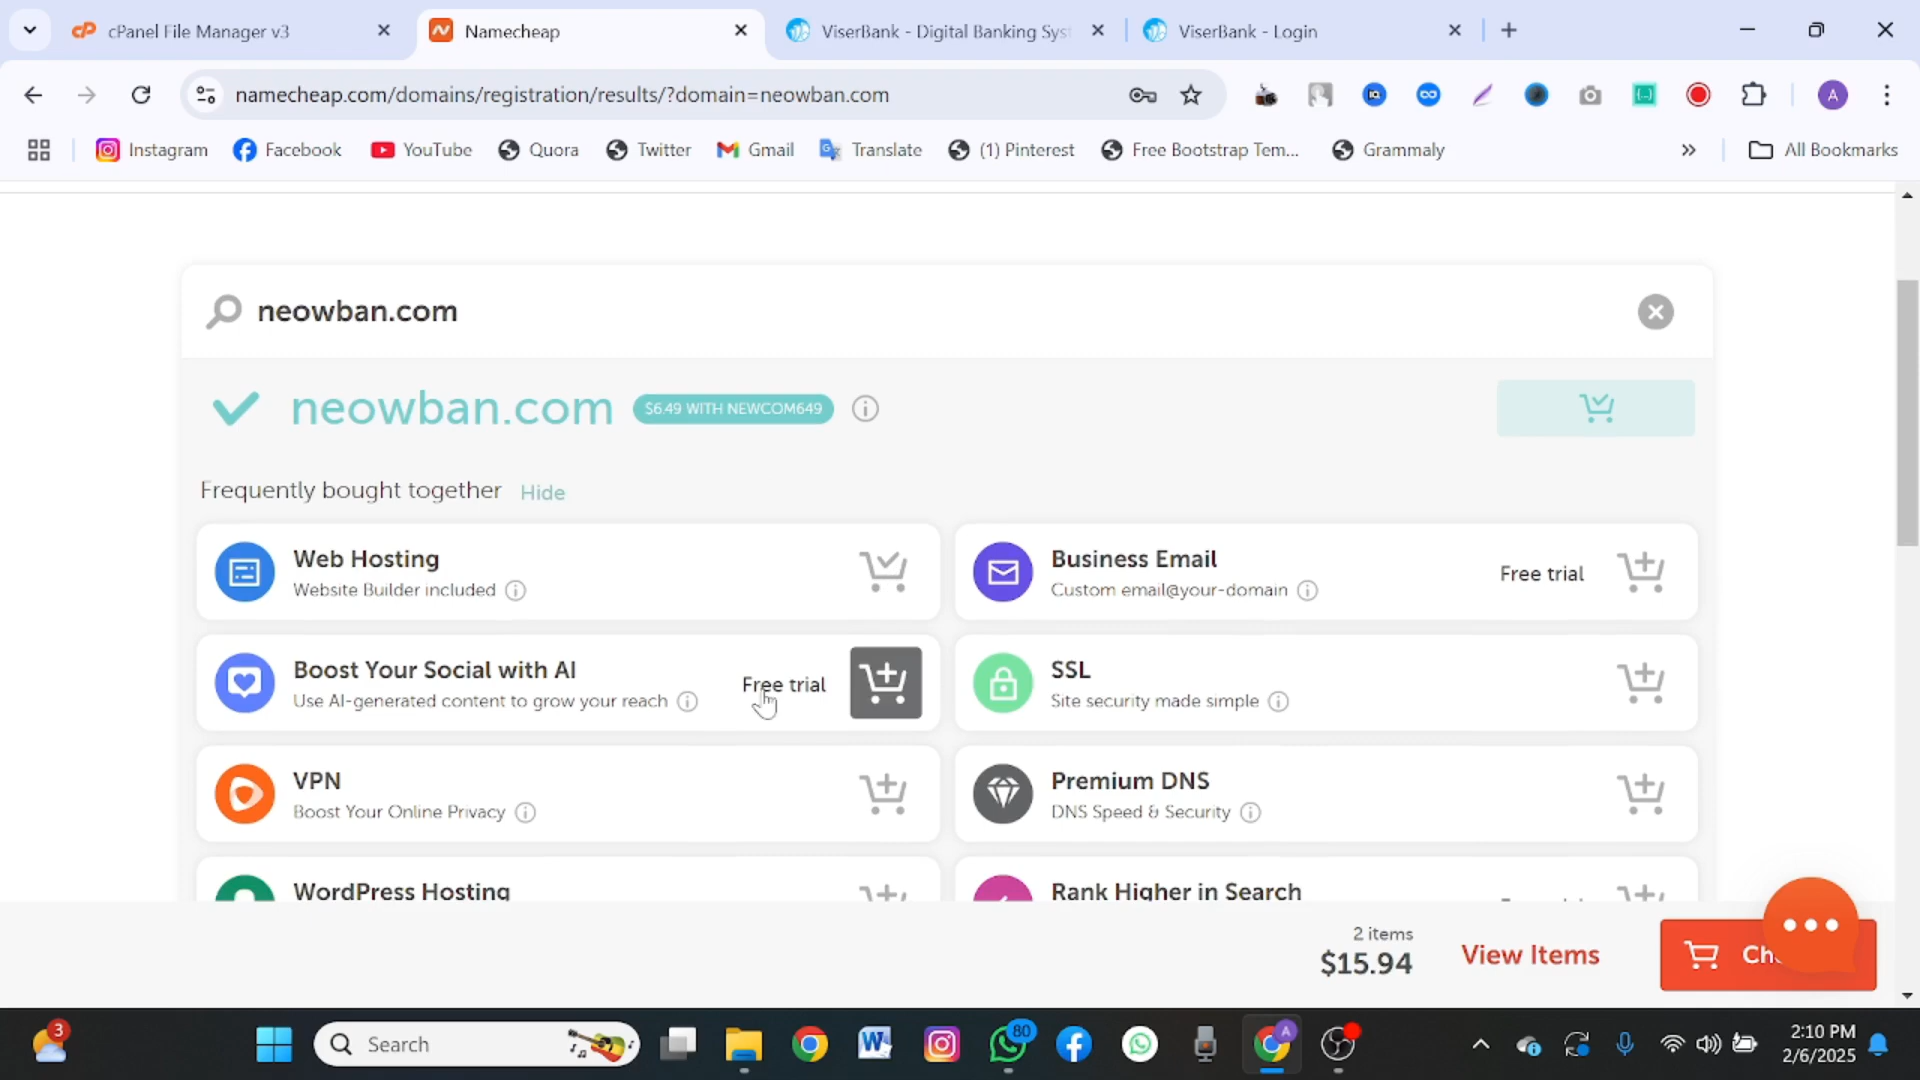 cPanel File Manager v3
Namecheap
ViserBank - Digital Banking Syst
ViserBank - Login
namecheap.com/domains/registration/results/?domain=neowban.com
A
Instagram
Facebook
YouTube
Quora
Twitter
Gmail
Translate
(1) Pinterest
Free Bootstrap Tem...
Grammaly
All Bookmarks
neowban.com
neowban.com
$6.49 WITH NEWCOM649
Frequently bought together
Hide
Web Hosting
Website Builder included
Business Email
Custom email@your-domain
Free trial
Boost Your Social with AI
Use AI-generated content to grow your reach
Free trial
SSL
Site security made simple
VPN
Boost Your Online Privacy
Premium DNS
DNS Speed & Security
WordPress Hosting
Rank Higher in Search
2 items
$15.94
View Items
3
Search
80
A
2:10 PM
2/6/2025